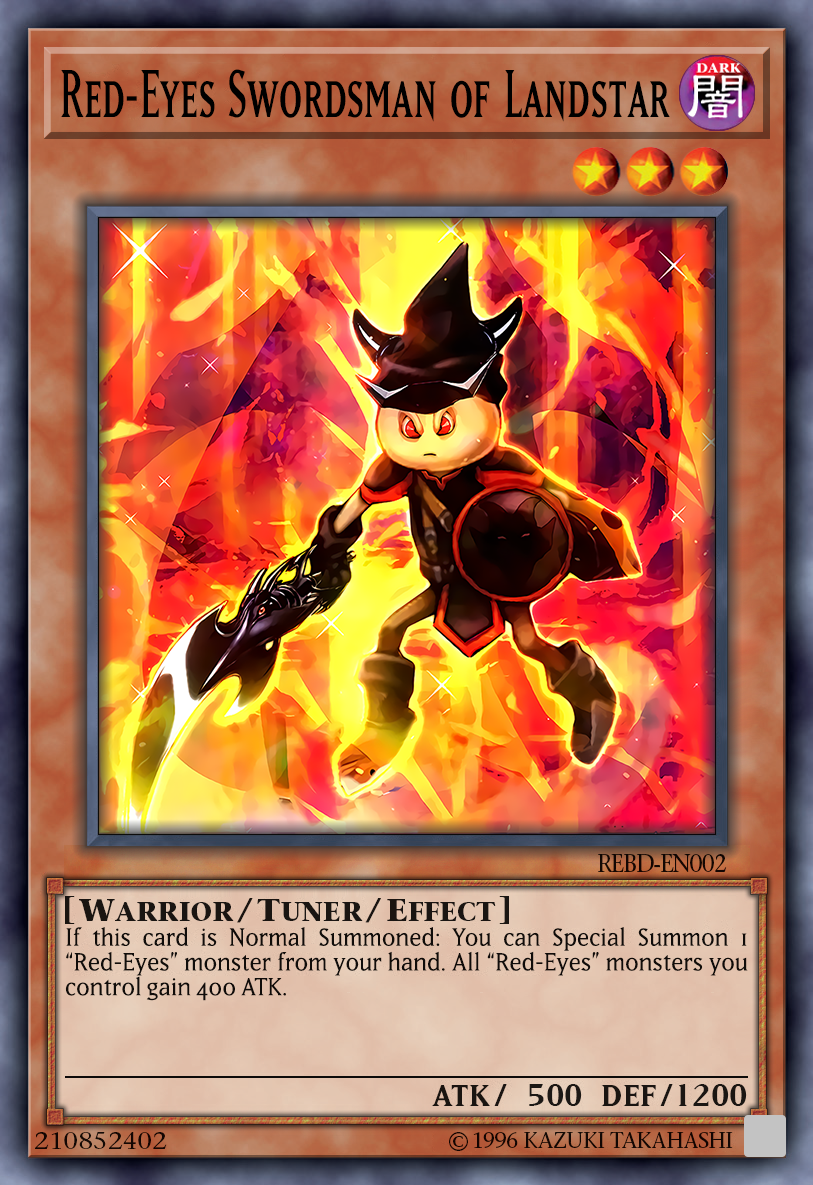 Red-Eyes Swordsman of Landstar
DARK
闇
REBD-EN002
[Warrior/Tuner/Effect]
If this card is Normal Summoned: You can Special Summon 1
“Red-Eyes” monster from your hand. All “Red-Eyes” monsters you
control gain 400 ATK.
ATK/ 500 DEF/1200
210852402
© 1996 KAZUKI TAKAHASHI